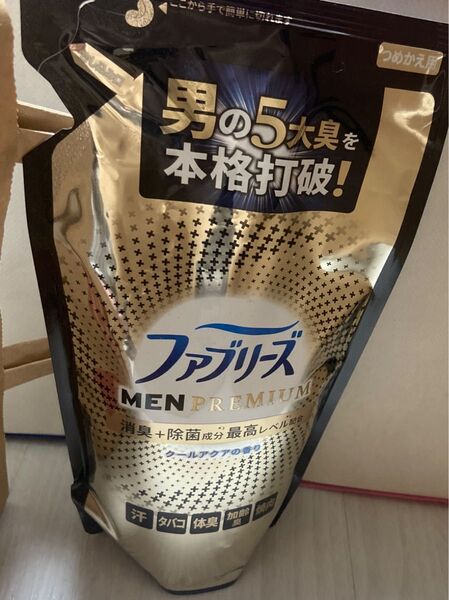 ここから手で簡単に切れます
つめかえ用
男の5大臭を
本格打破!
ファブリーズ
MEN PREMIUM
消臭+除菌成分最高レベル配合
クールアクアの香り
汗 タバコ 体臭 加齢臭 焼肉